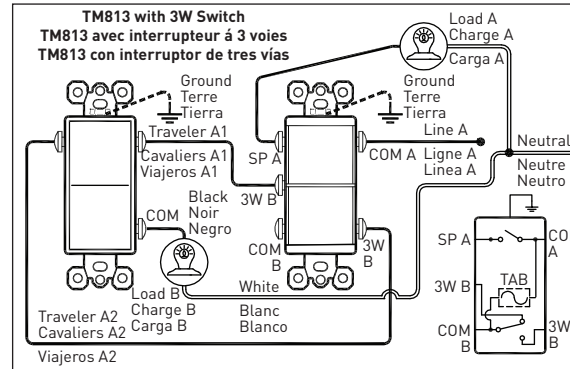 TM813 with 3W Switch
TM813 avec interrupteur á 3 voies
TM813 con interruptor de tres vías
Load A
Charge A
Carga A
Ground
Terre
Tierra
Ground
Terre
Tierra
Traveler A1
Cavaliers A1
Viajeros A1
SP A
COM A
Line A
Ligne A
Linea A
Neutral
Neutre
Neutro
3W B
Black
Noir
Negro
COM
COM
B
3W
B
Load B
Charge B
Carga B
White
Blanc
Blanco
Traveler A2
Cavaliers A2
Viajeros A2
SP A
CO
A
TAB
3W B
COM
B
3W
B